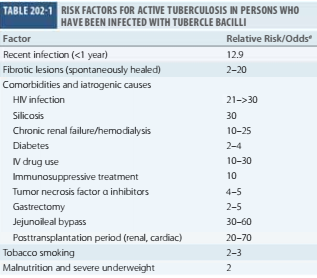 TABLE 202-1 RISK FACTORS FOR ACTIVE TUBERCULOSIS IN PERSONS WHO
HAVE BEEN INFECTED WITH TUBERCLE BACILLI
Factor Relative Risk/Oddsᵃ
Recent infection (<1 year) 12.9
Fibrotic lesions (spontaneously healed) 2–20
Comorbidities and iatrogenic causes
HIV infection 21–>30
Silicosis 30
Chronic renal failure/hemodialysis 10–25
Diabetes 2–4
IV drug use 10–30
Immunosuppressive treatment 10
Tumor necrosis factor α inhibitors 4–5
Gastrectomy 2–5
Jejunoileal bypass 30–60
Posttransplantation period (renal, cardiac) 20–70
Tobacco smoking 2–3
Malnutrition and severe underweight 2